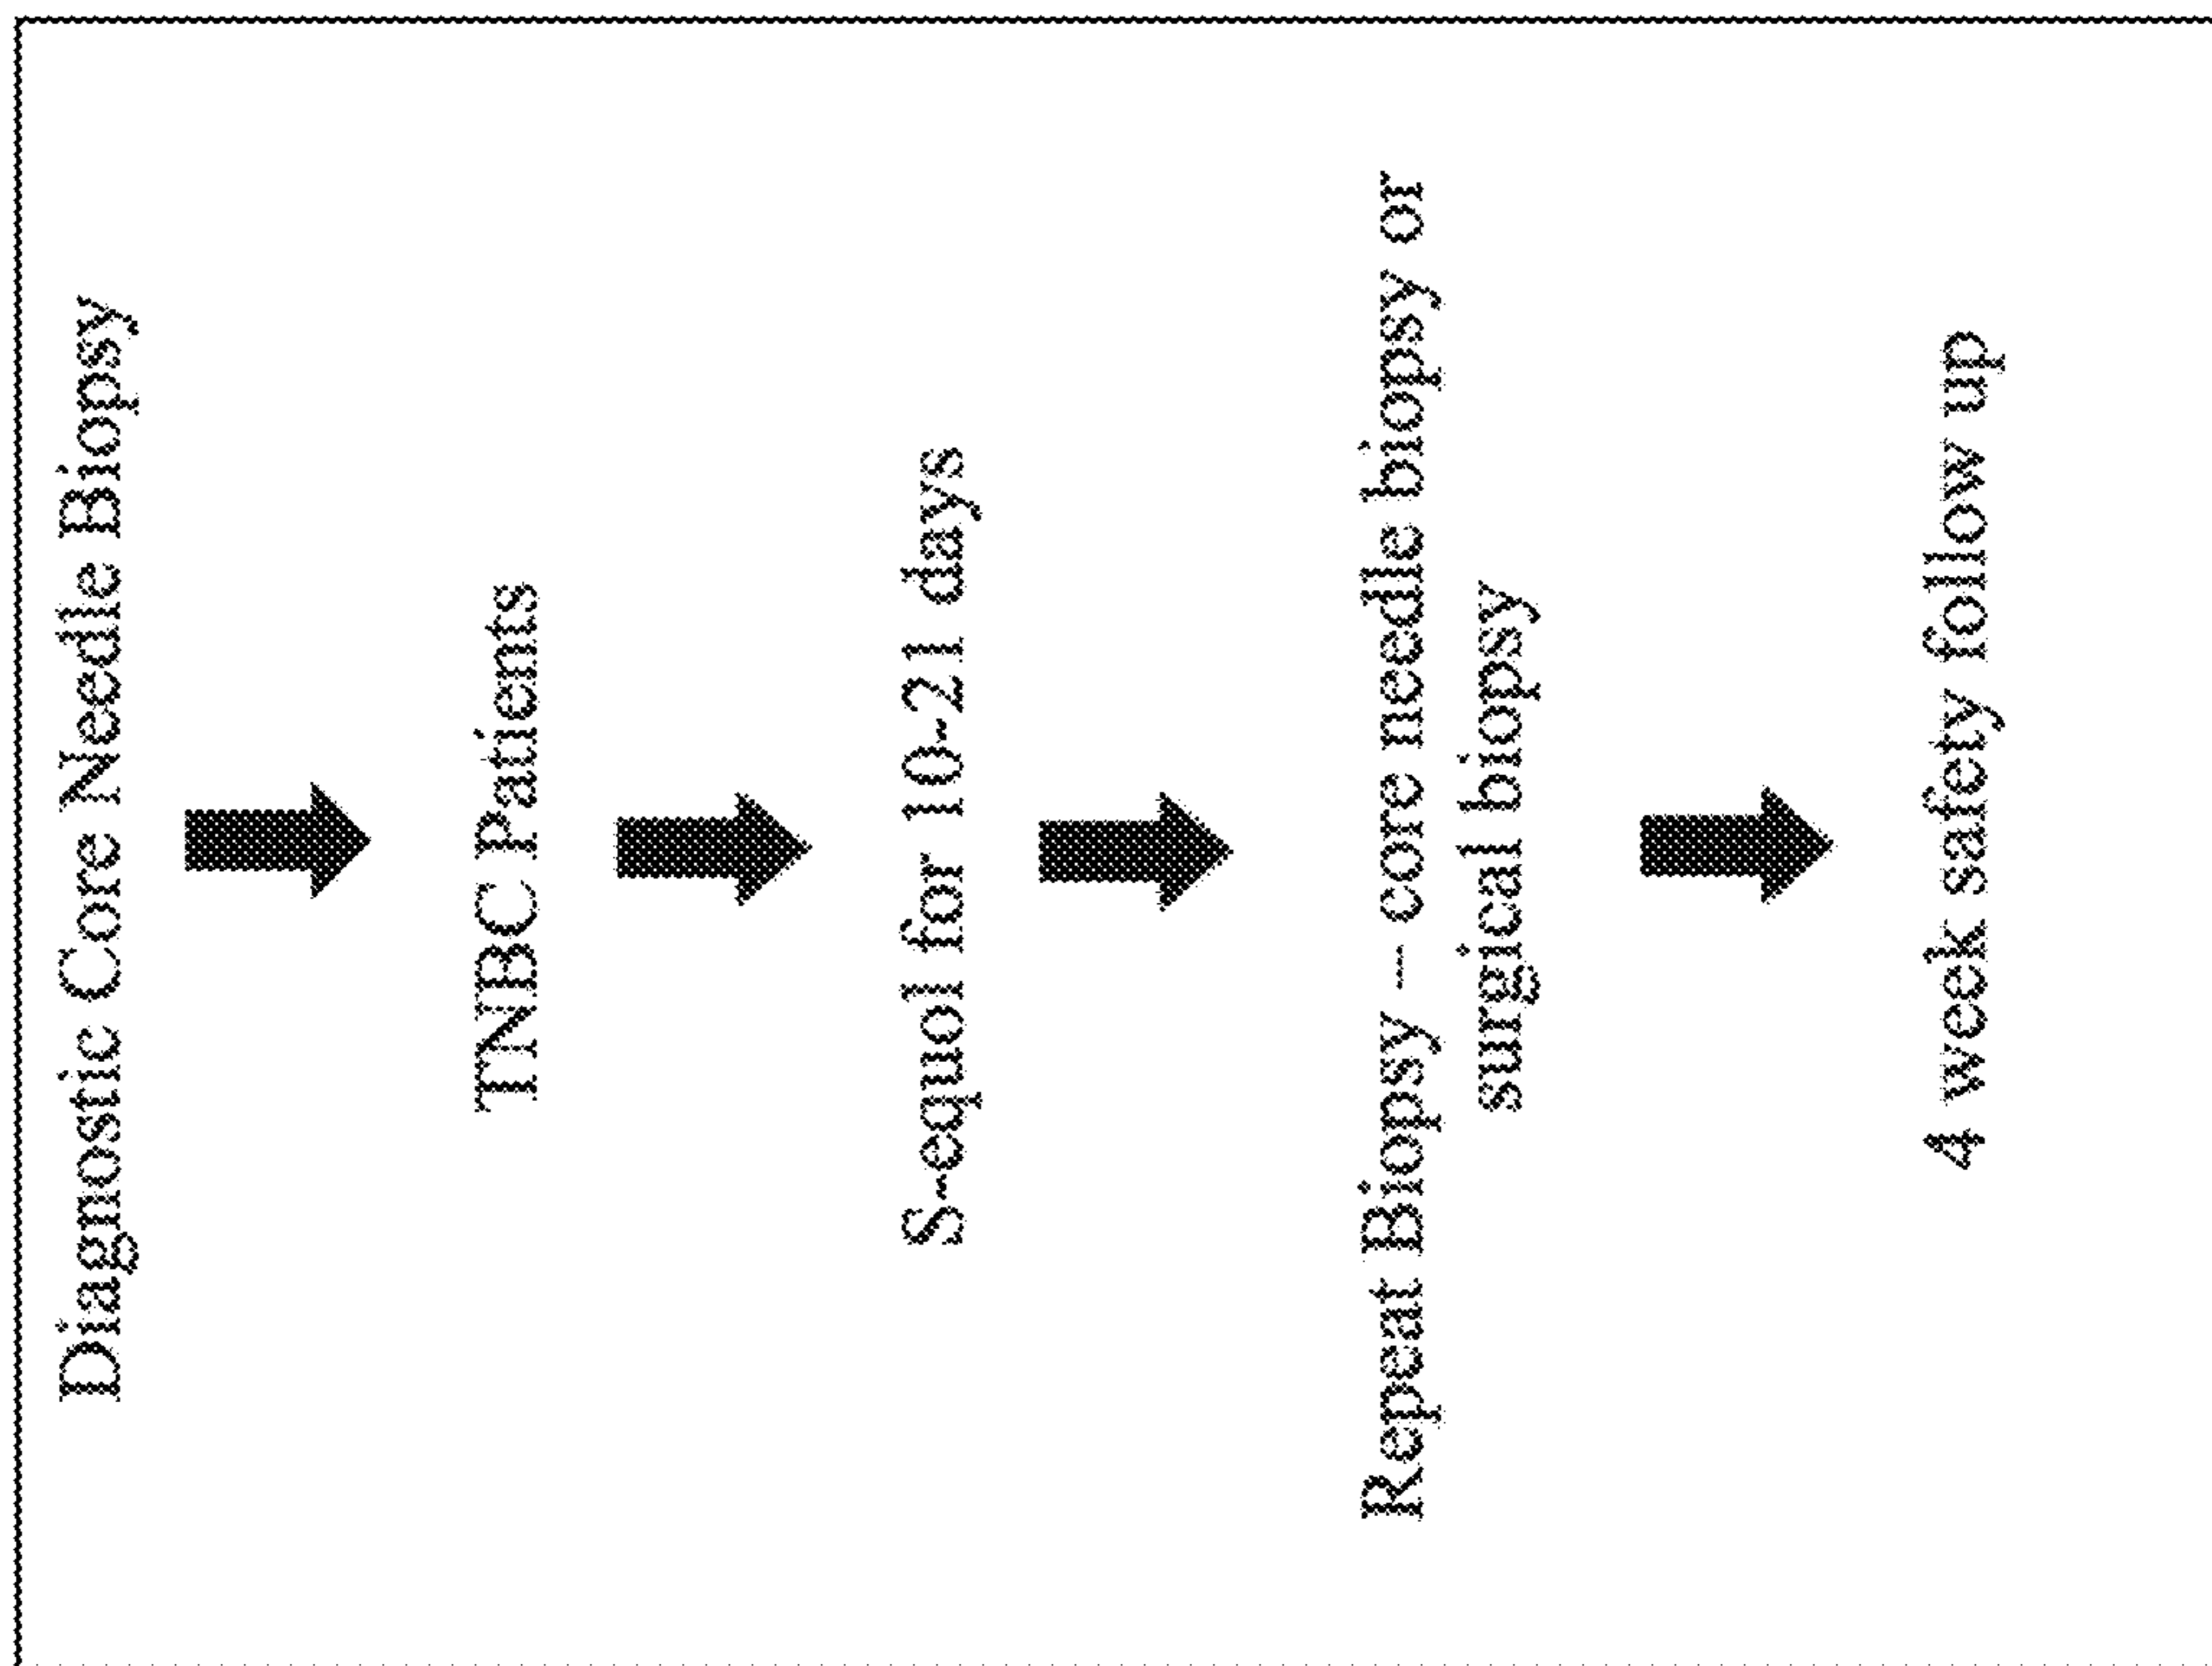 Diagnostic Core Needle Biopsy
TNBC Patients
S-equol for 10-21 days
Repeat Biopsy – core needle biopsy or
surgical biopsy
4 week safety follow up